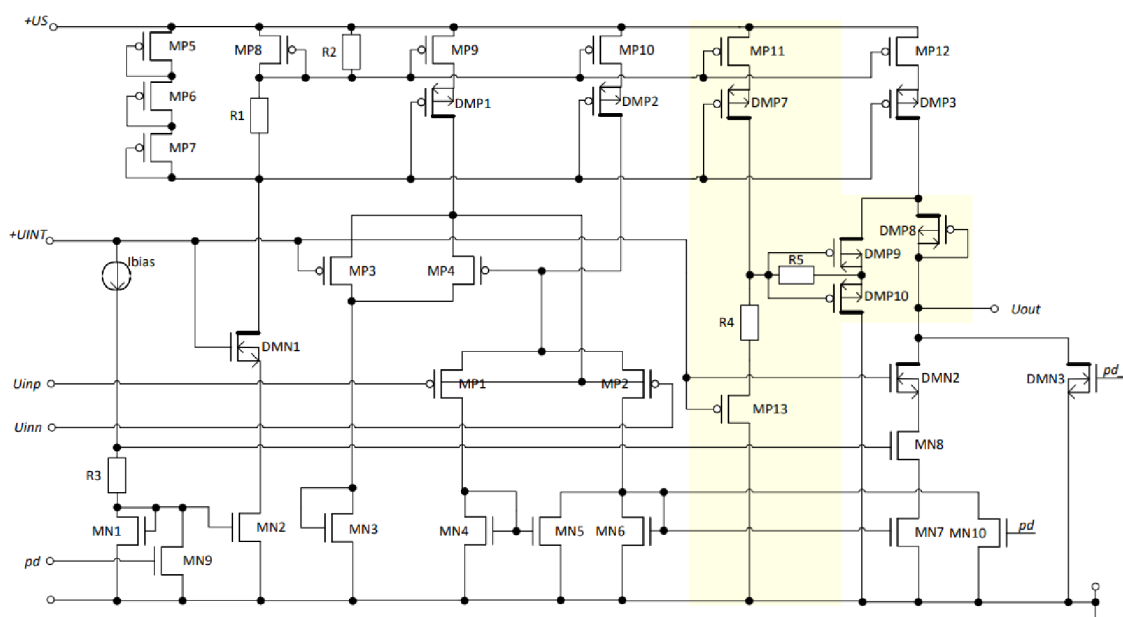 +US
MP5 MP8 R2 MP9 MP10 MP11 MP12
MP6 R1 DMP1 DMP2 DMP7 DMP3
MP7
+UINT
Ibias MP3 MP4 R5 DMP9 DMP8
DMP10
R4 Uout
DMN1
Uinp MP1 MP2 DMN2 DMN3 pd_
MP13
Uinn
MN8
R3
MN1 MN2 MN3 MN4 MN5 MN6 MN7 MN10 pd
pd MN9